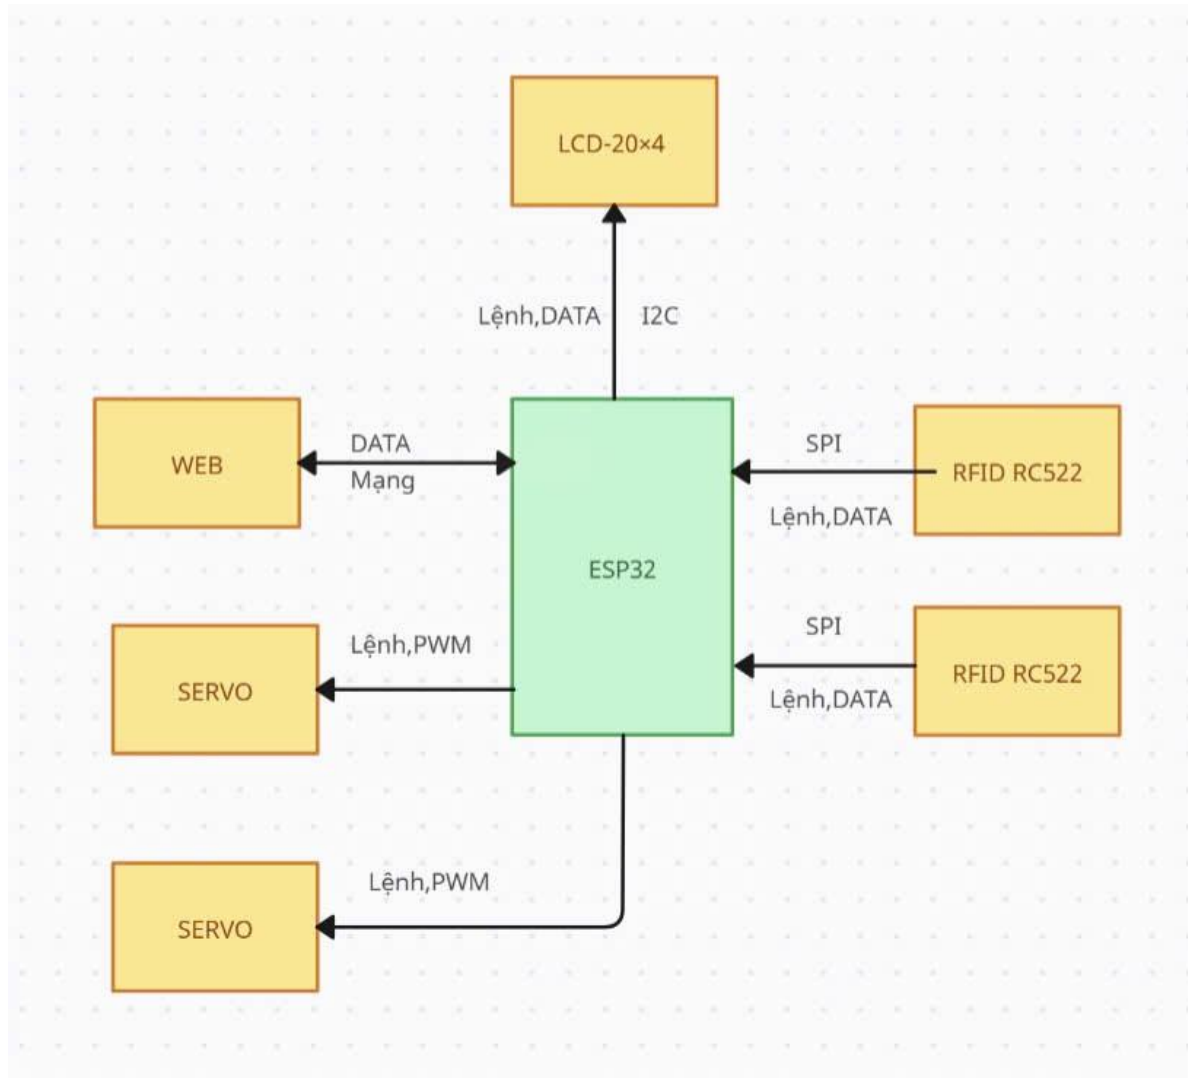 LCD-20×4
Lệnh,DATA
I2C
WEB
DATA
Mạng
SPI
RFID RC522
Lệnh,DATA
ESP32
SERVO
Lệnh,PWM
SPI
RFID RC522
Lệnh,DATA
Lệnh,PWM
SERVO